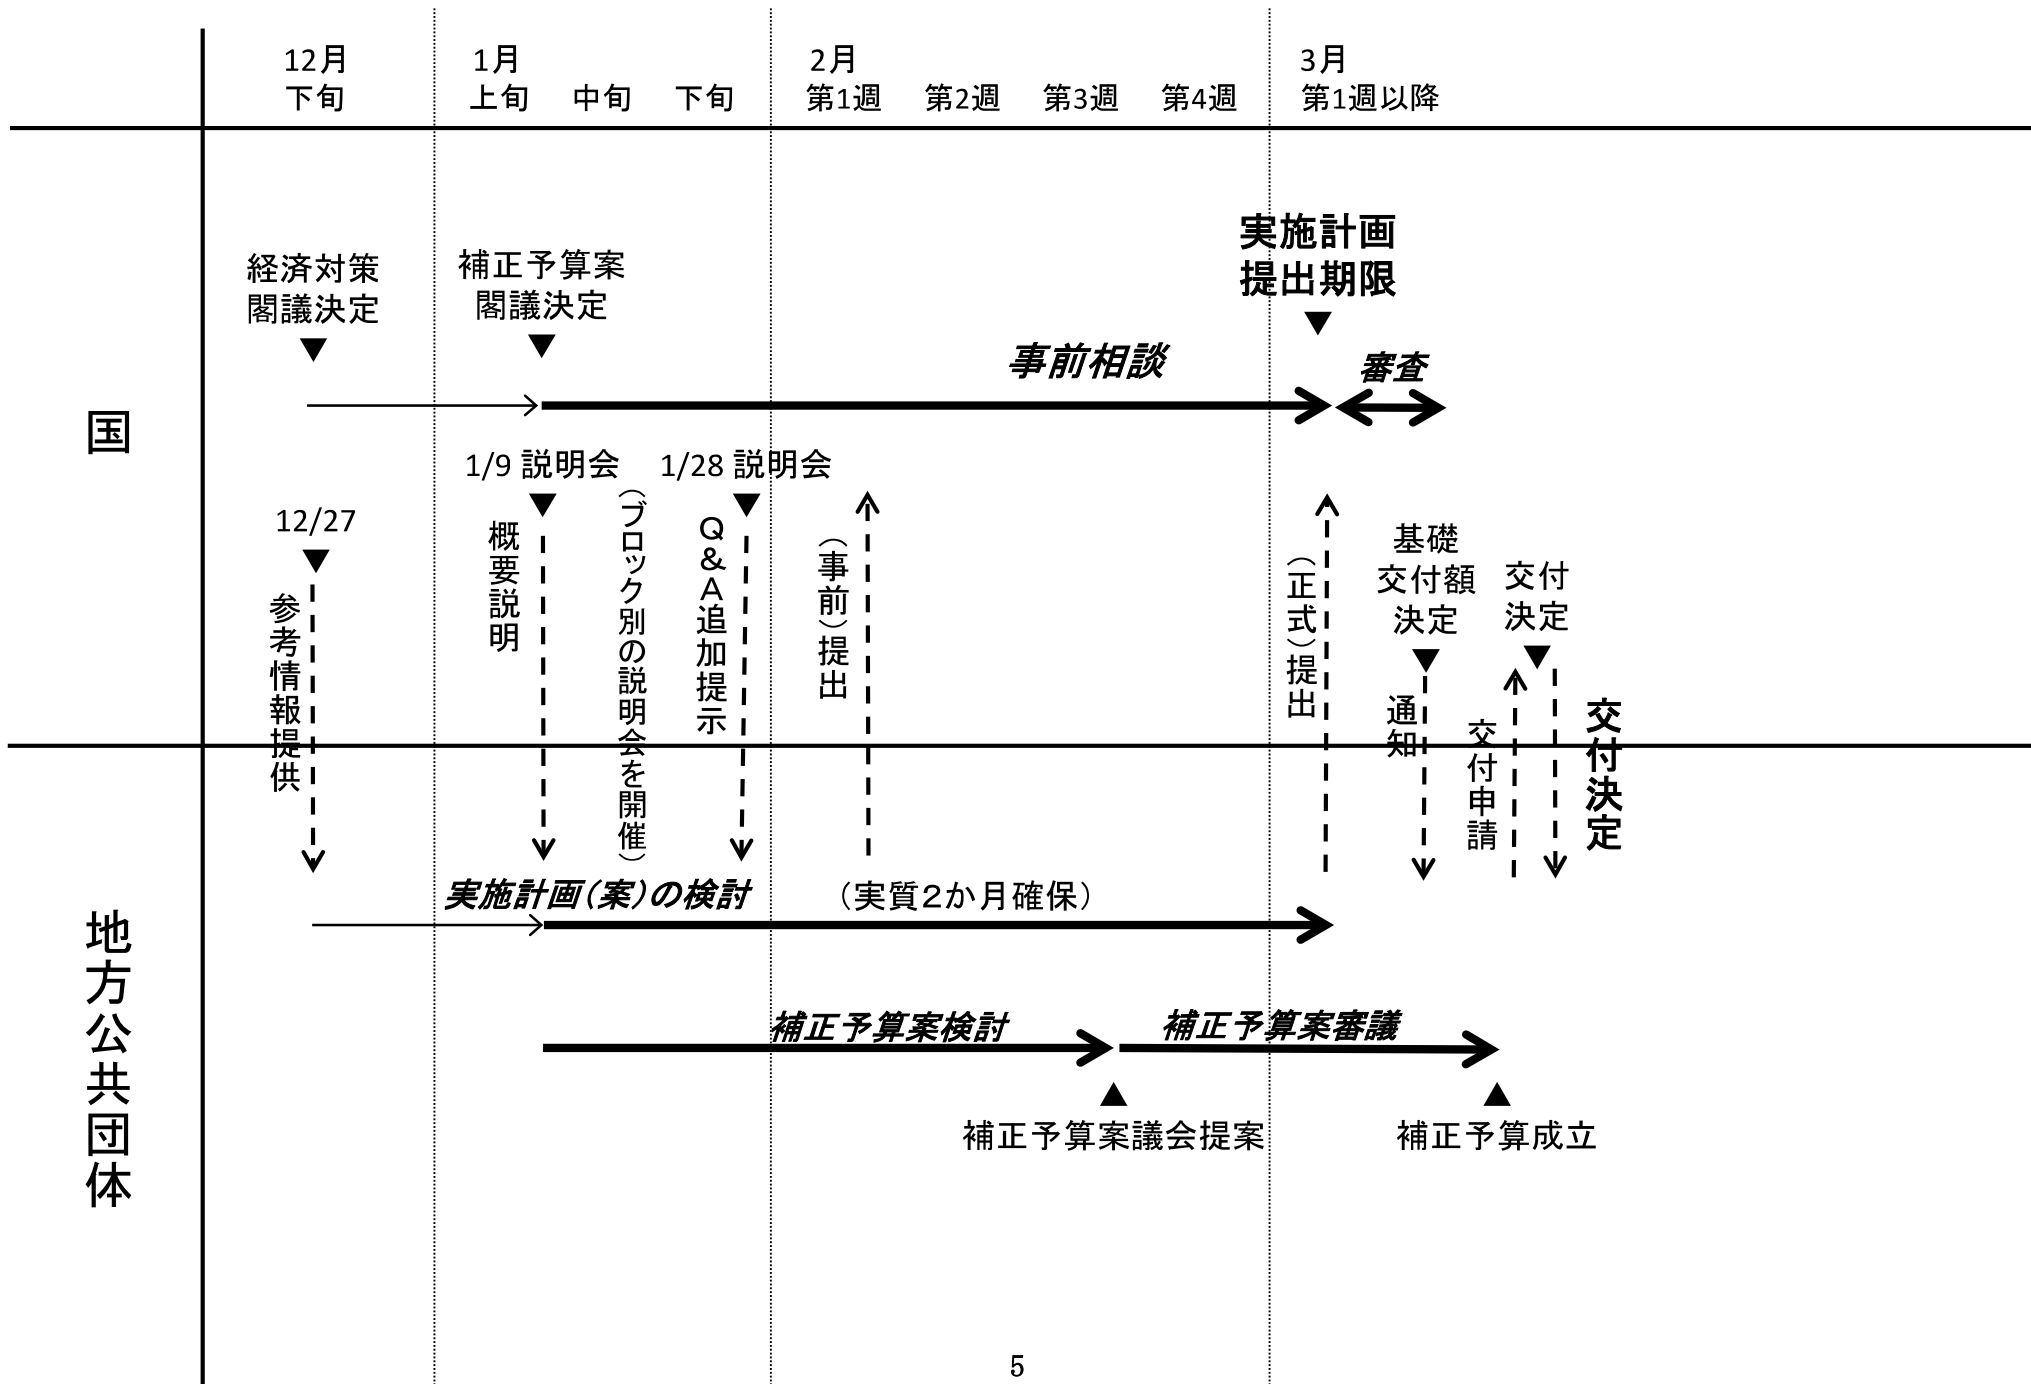 12月
下旬
1月
上旬 中旬 下旬
2月
第1週 第2週 第3週 第4週
3月
第1週以降
国
経済対策
閣議決定
補正予算案
閣議決定
実施計画
提出期限
事前相談
審査
12/27
参考情報提供
1/9 説明会
概要説明
（ブロック別の説明会を開催）
1/28 説明会
Ｑ＆Ａ追加提示
（事前）提出
（正式）提出
基礎
交付額
決定
通知
交付
決定
交付申請
交付決定
地方公共団体
実施計画（案）の検討
（実質２か月確保）
補正予算案検討
補正予算案審議
補正予算案議会提案
補正予算成立
5